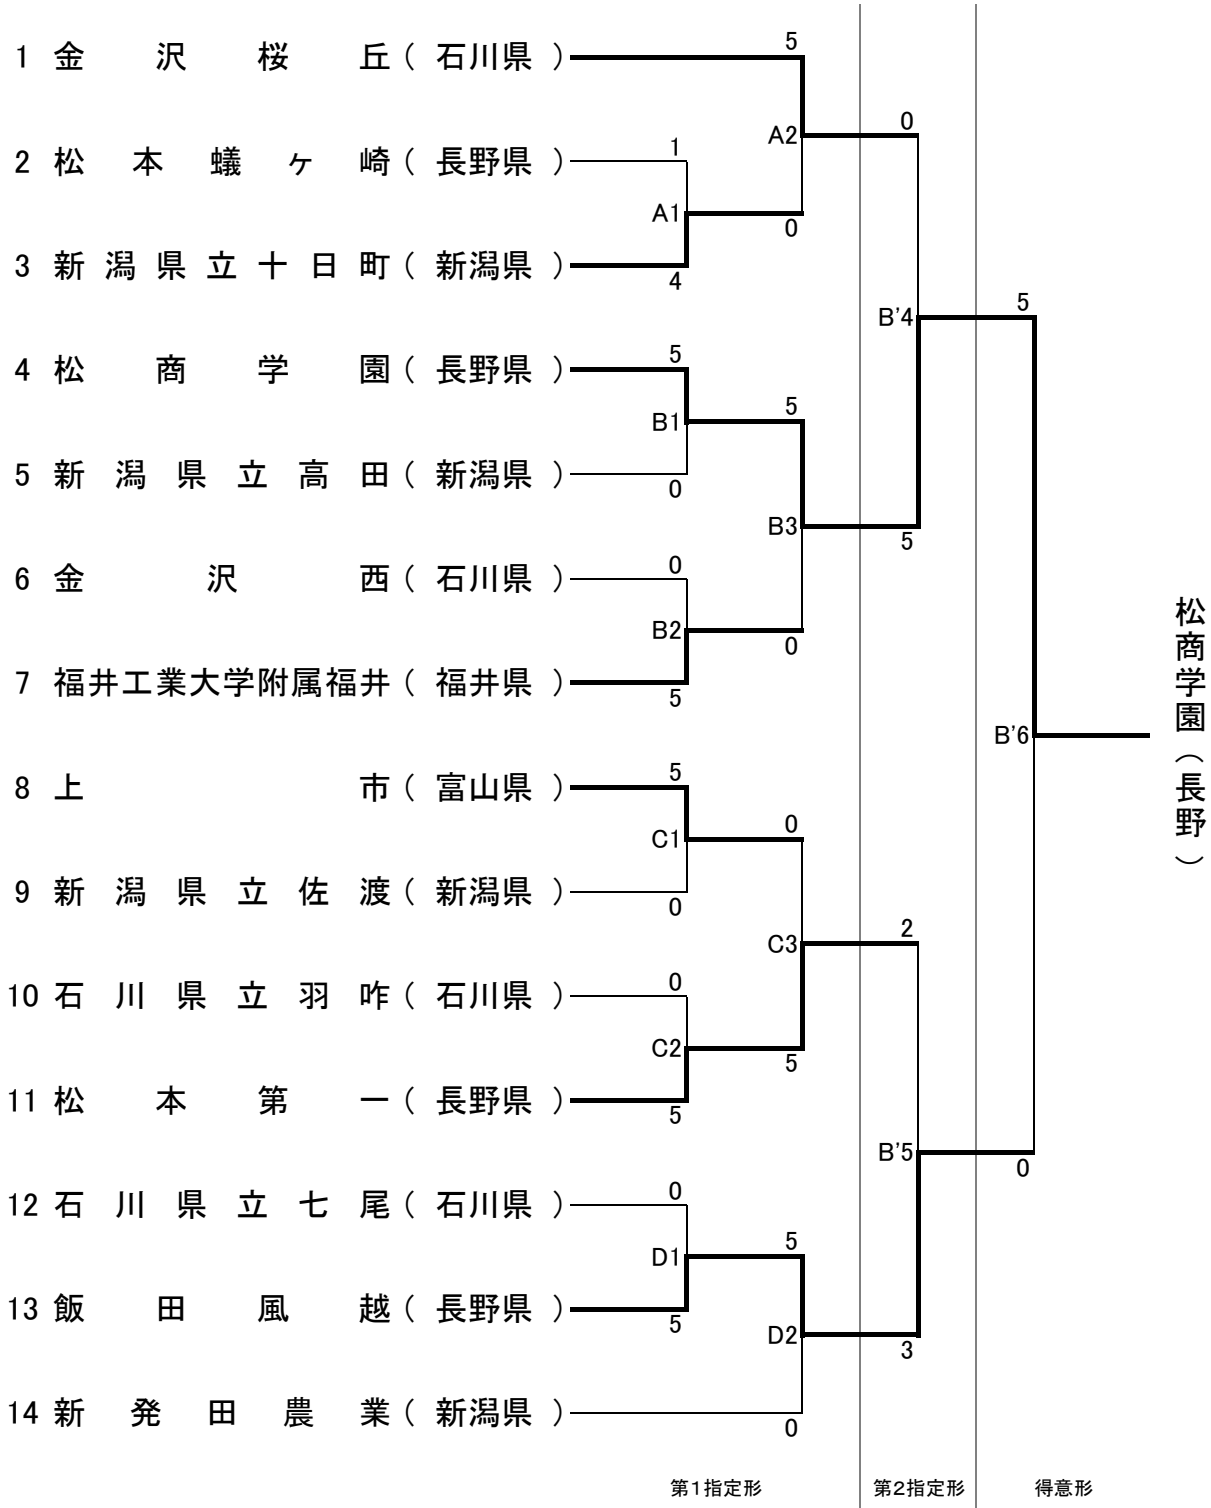 5
1 金沢桜丘 ( 石川県 )
0
A2
1
2 松本蟻ヶ崎 ( 長野県 )
A1
0
3 新潟県立十日町 ( 新潟県 )
4
5
B'4
5
4 松商学園 ( 長野県 )
5
B1
5 新潟県立高田 ( 新潟県 )
0
B3
5
0
6 金沢西 ( 石川県 )
B2
0
7 福井工業大学附属福井 ( 福井県 )
5
松商学園(長野)
B'6
5
8 上市 ( 富山県 )
0
C1
9 新潟県立佐渡 ( 新潟県 )
0
2
C3
0
10 石川県立羽咋 ( 石川県 )
C2
5
11 松本第一 ( 長野県 )
5
B'5
0
0
12 石川県立七尾 ( 石川県 )
5
D1
13 飯田風越 ( 長野県 )
5
D2
3
14 新発田農業 ( 新潟県 )
0
第1指定形 第2指定形 得意形